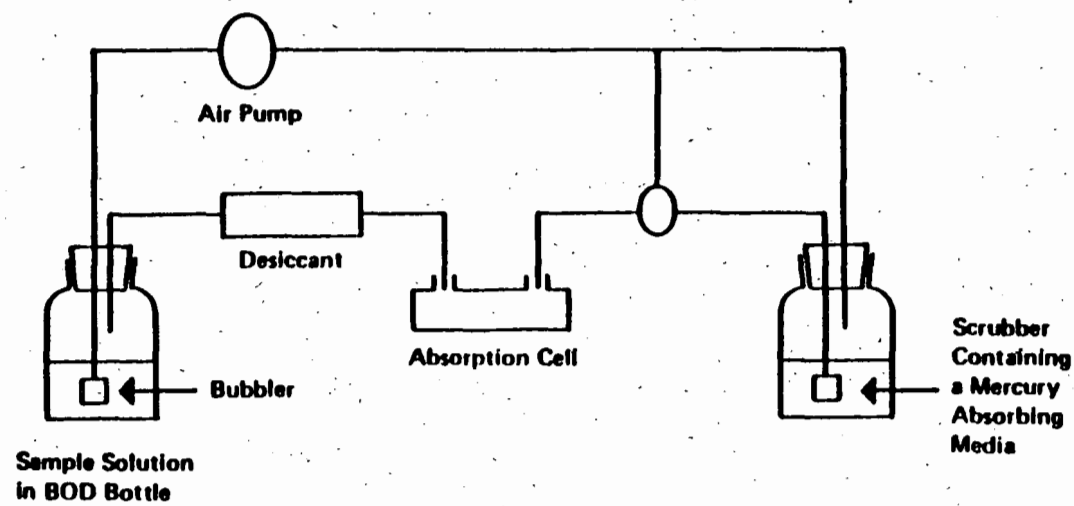 Air Pump
Desiccant
Absorption Cell
Bubbler
Scrubber
Containing
a Mercury
Absorbing
Media
Sample Solution
in BOD Bottle